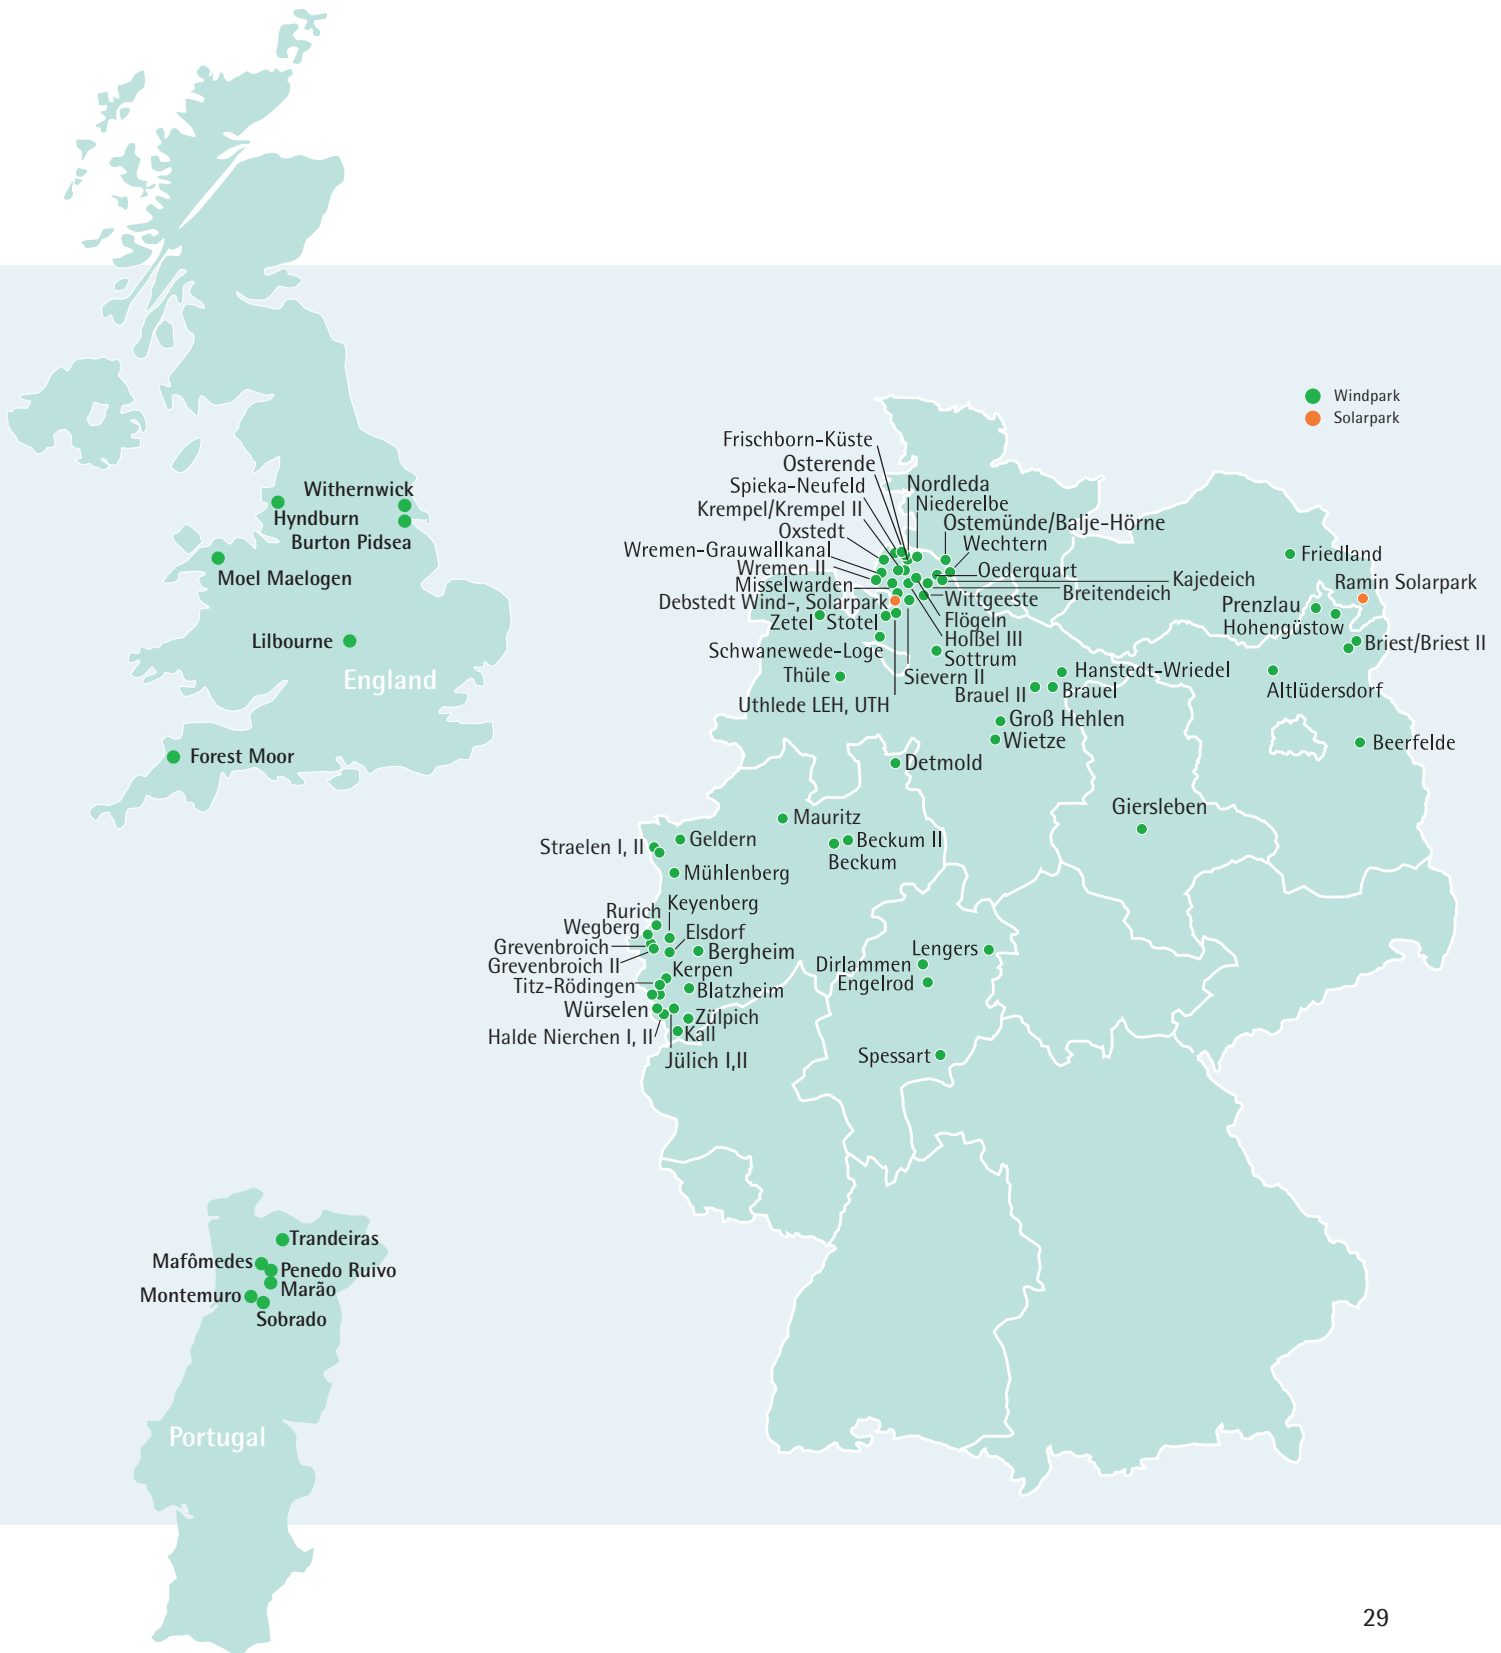 Windpark
Solarpark
Frischborn-Küste
Osterende
Spieka-Neufeld
Nordleda
Krempel/Krempel II
Niederelbe
Oxstedt
Ostemünde/Balje-Hörne
Wremen-Grauwallkanal
Wechtern
Wremen II
Oederquart
Misselwarden
Kajedeich
Breitendeich
Debstedt Wind-, Solarpark
Wittgeeste
Zetel
Stotel
Flögeln
Holßel III
Schwanewede-Loge
Sottrum
Thüle
Sievern II
Uthlede LEH, UTH
Friedland
Ramin Solarpark
Prenzlau
Hohengüstow
Briest/Briest II
Hanstedt-Wriedel
Altlüdersdorf
Brauel II
Brauel
Groß Hehlen
Wietze
Beerfelde
Detmold
Giersleben
Mauritz
Geldern
Beckum II
Straelen I, II
Beckum
Mühlenberg
Keyenberg
Rurich
Wegberg
Elsdorf
Grevenbroich
Bergheim
Grevenbroich II
Kerpen
Titz-Rödingen
Blatzheim
Würselen
Zülpich
Halde Nierchen I, II
Kall
Jülich I,II
Lengers
Dirlammen
Engelrod
Spessart
Withernwick
Hyndburn
Burton Pidsea
Moel Maelogen
Lilbourne
England
Forest Moor
Trandeiras
Mafômedes
Penedo Ruivo
Marão
Montemuro
Sobrado
Portugal
29